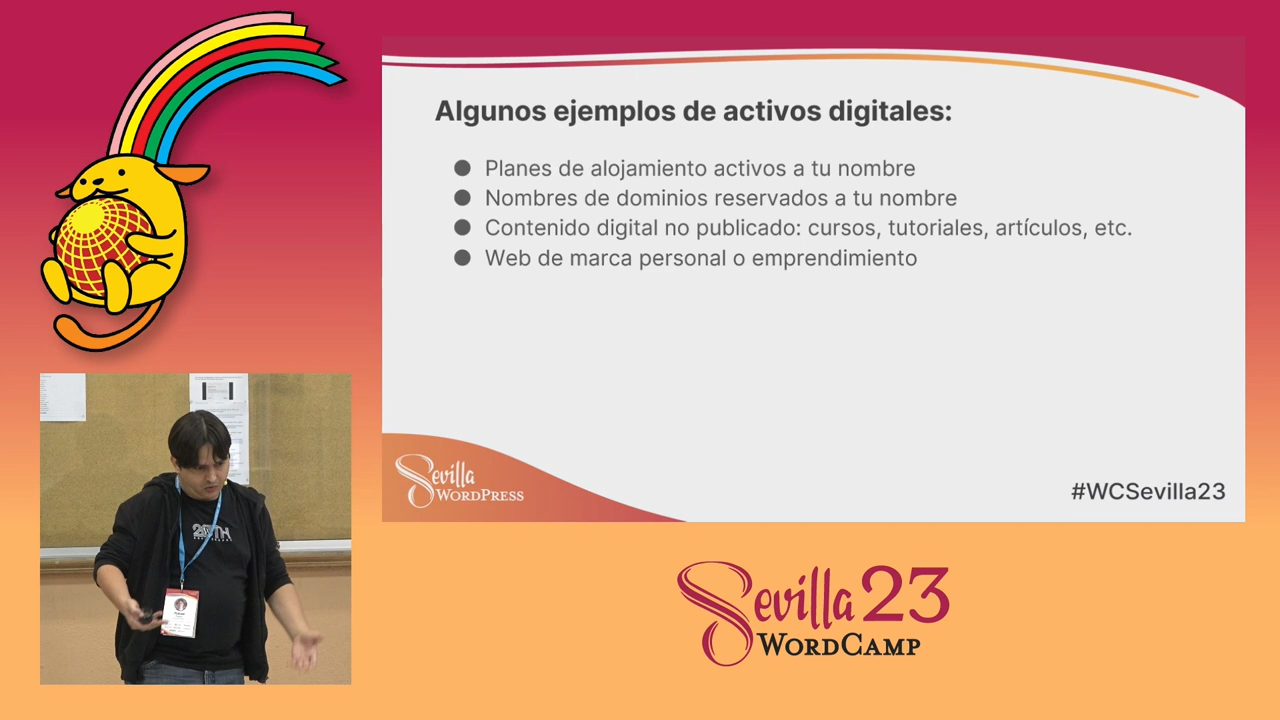 Algunos ejemplos de activos digitales:
● Planes de alojamiento activos a tu nombre
● Nombres de dominios reservados a tu nombre
● Contenido digital no publicado: cursos, tutoriales, artículos, etc.
● Web de marca personal o emprendimiento
Sevilla
WORDPRESS
#WCSevilla23
20TH
Sevilla 23
WORDCAMP